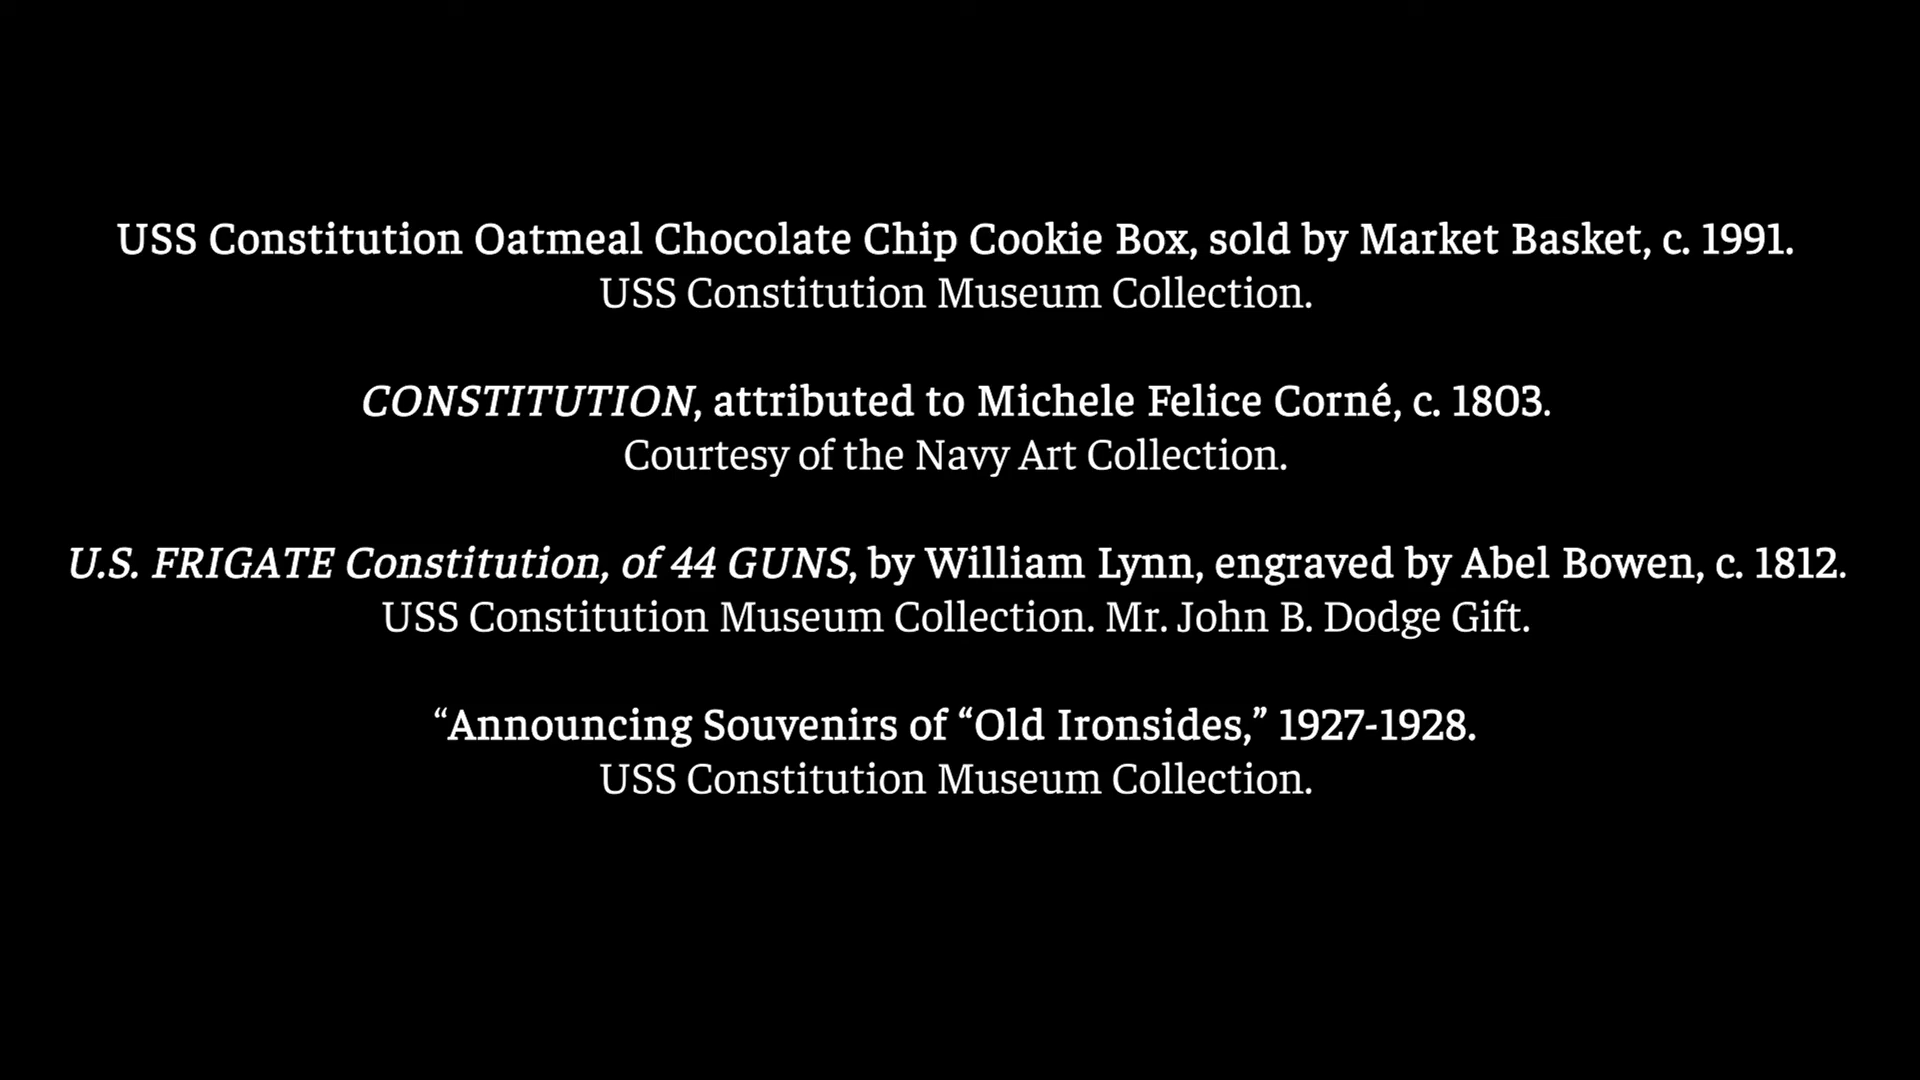 USS Constitution Oatmeal Chocolate Chip Cookie Box, sold by Market Basket, c. 1991.
USS Constitution Museum Collection.
CONSTITUTION, attributed to Michele Felice Corné, c. 1803.
Courtesy of the Navy Art Collection.
U.S. FRIGATE Constitution, of 44 GUNS, by William Lynn, engraved by Abel Bowen, c. 1812.
USS Constitution Museum Collection. Mr. John B. Dodge Gift.
“Announcing Souvenirs of “Old Ironsides,” 1927-1928.
USS Constitution Museum Collection.